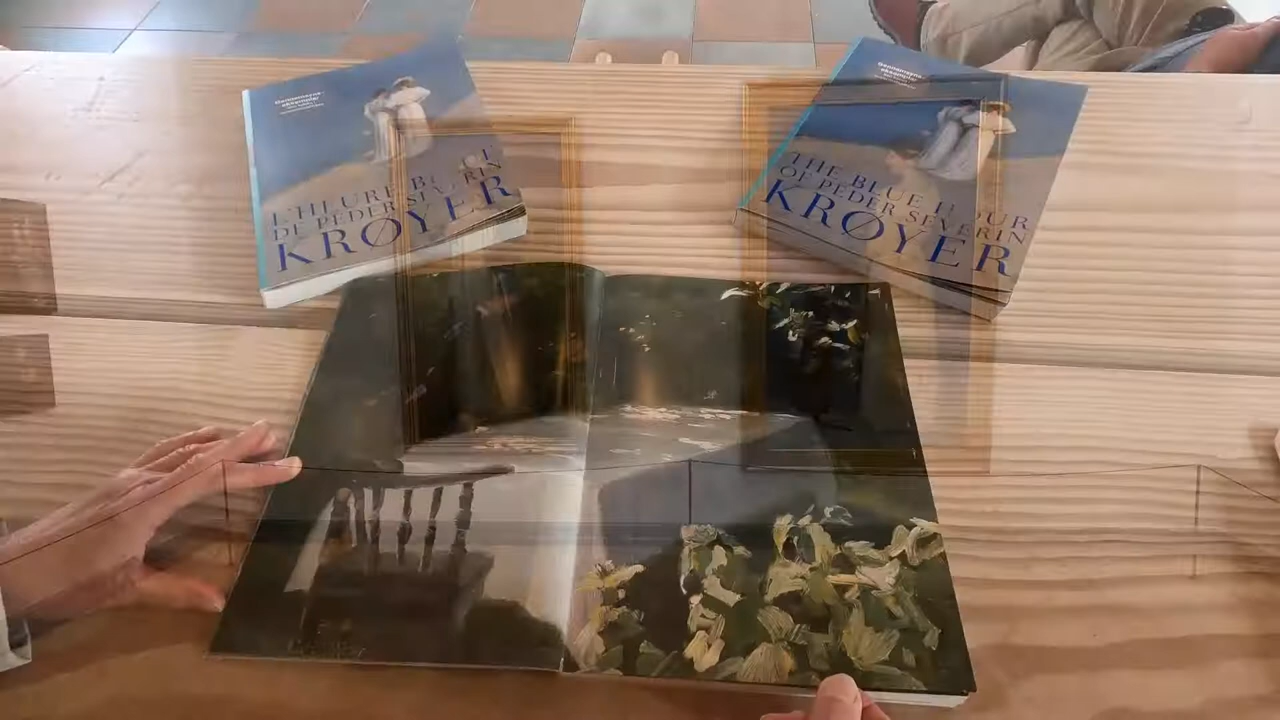 L'HEURE BLEUE
DE PEDER SEVERIN
KRØYER
THE BLUE HOUR
OF PEDER SEVERIN
KRØYER